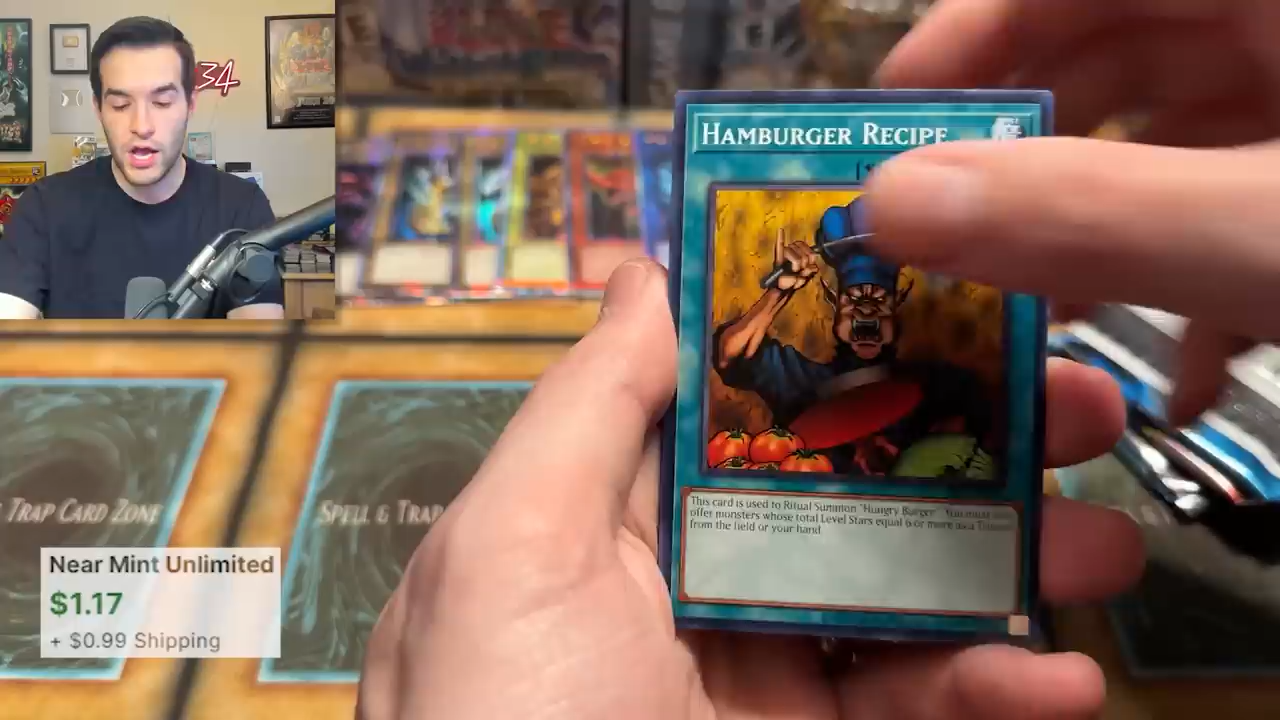 34
HAMBURGER RECIPE
This card is used to Ritual Summon "Hungry Burger". You must
offer monsters whose total Level Stars equal 6 or more as a Tribute
from the field or your hand.
TRAP CARD ZONE
SPELL & TRAP
Near Mint Unlimited
$1.17
+ $0.99 Shipping